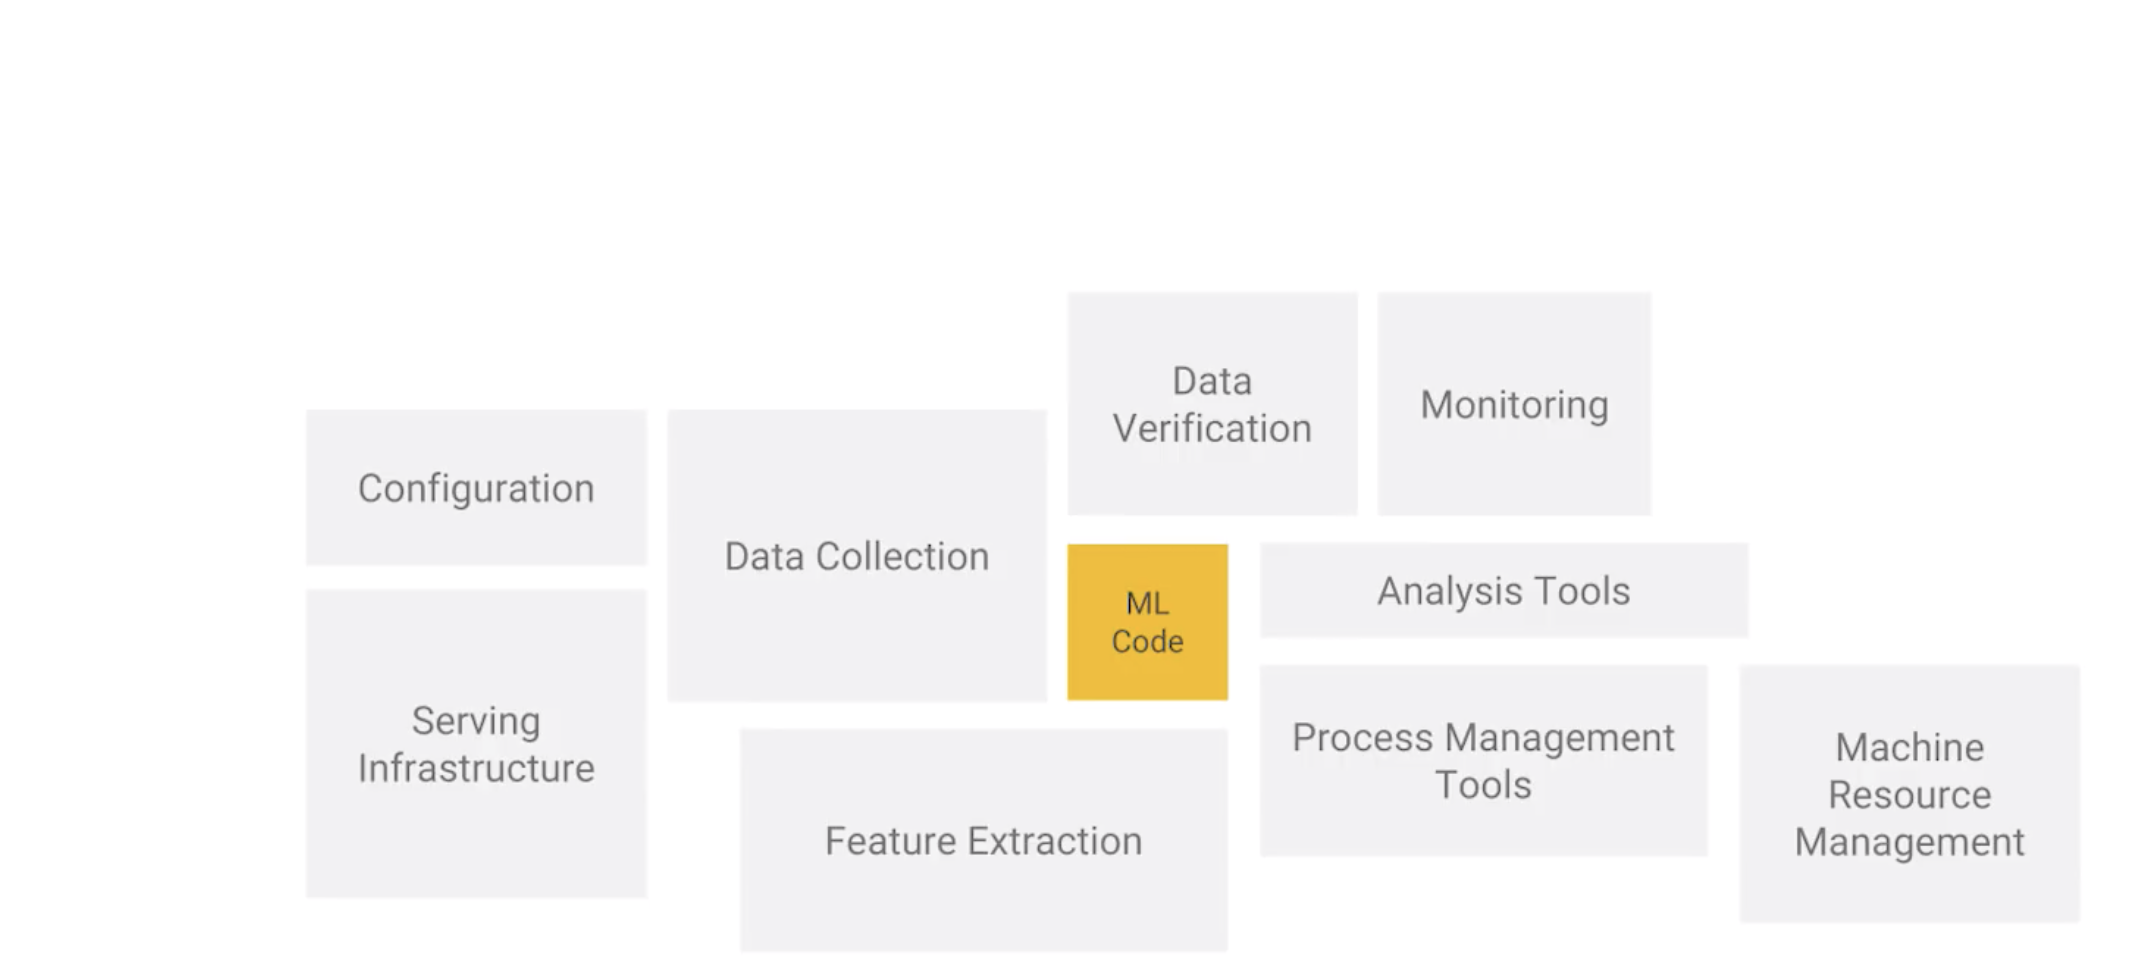 Data
Verification
Monitoring
Configuration
Data Collection
ML
Code
Analysis Tools
Serving
Infrastructure
Process Management
Tools
Machine
Resource
Management
Feature Extraction